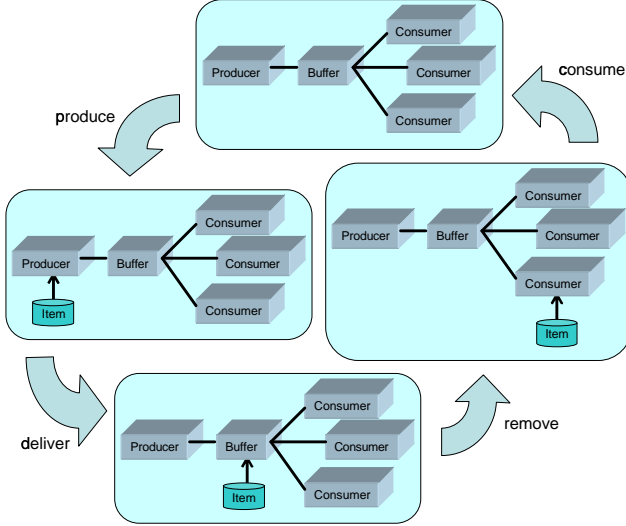 Consumer
Producer
Buffer
Consumer
Consumer
consume
produce
Consumer
Producer
Buffer
Consumer
Consumer
Item
Consumer
Producer
Buffer
Consumer
Consumer
Item
deliver
Consumer
Producer
Buffer
Consumer
Consumer
Item
remove